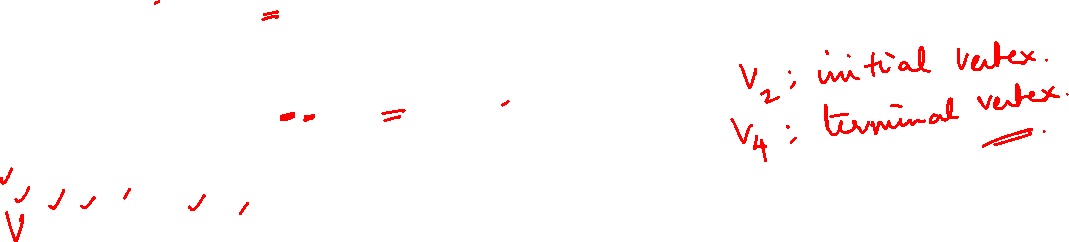 V₂ : initial vertex.
V₄ : terminal vertex.
V